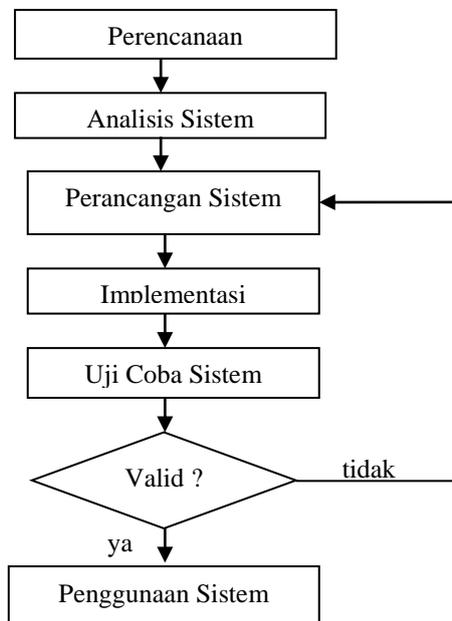 Perencanaan
Analisis Sistem
Perancangan Sistem
Implementasi
Uji Coba Sistem
Valid ?
tidak
ya
Penggunaan Sistem